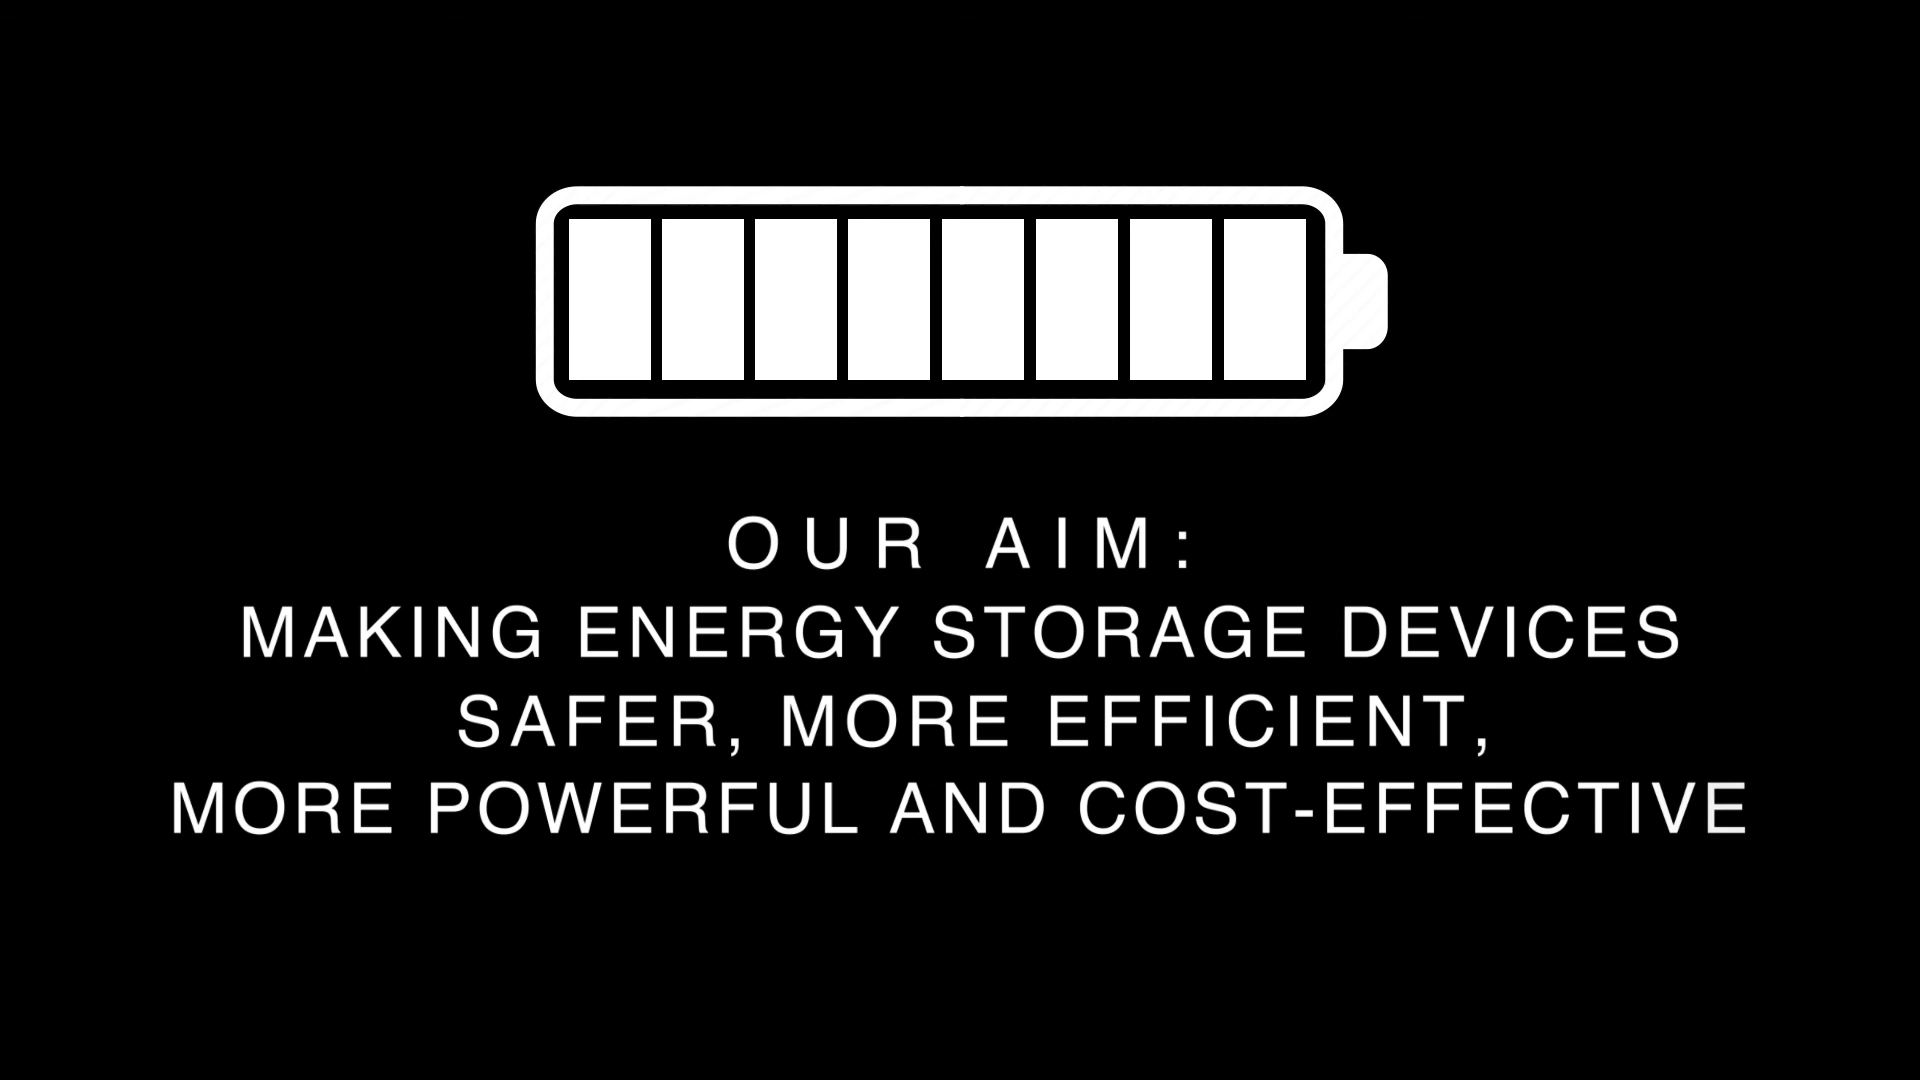 OUR AIM:
MAKING ENERGY STORAGE DEVICES
SAFER, MORE EFFICIENT,
MORE POWERFUL AND COST-EFFECTIVE